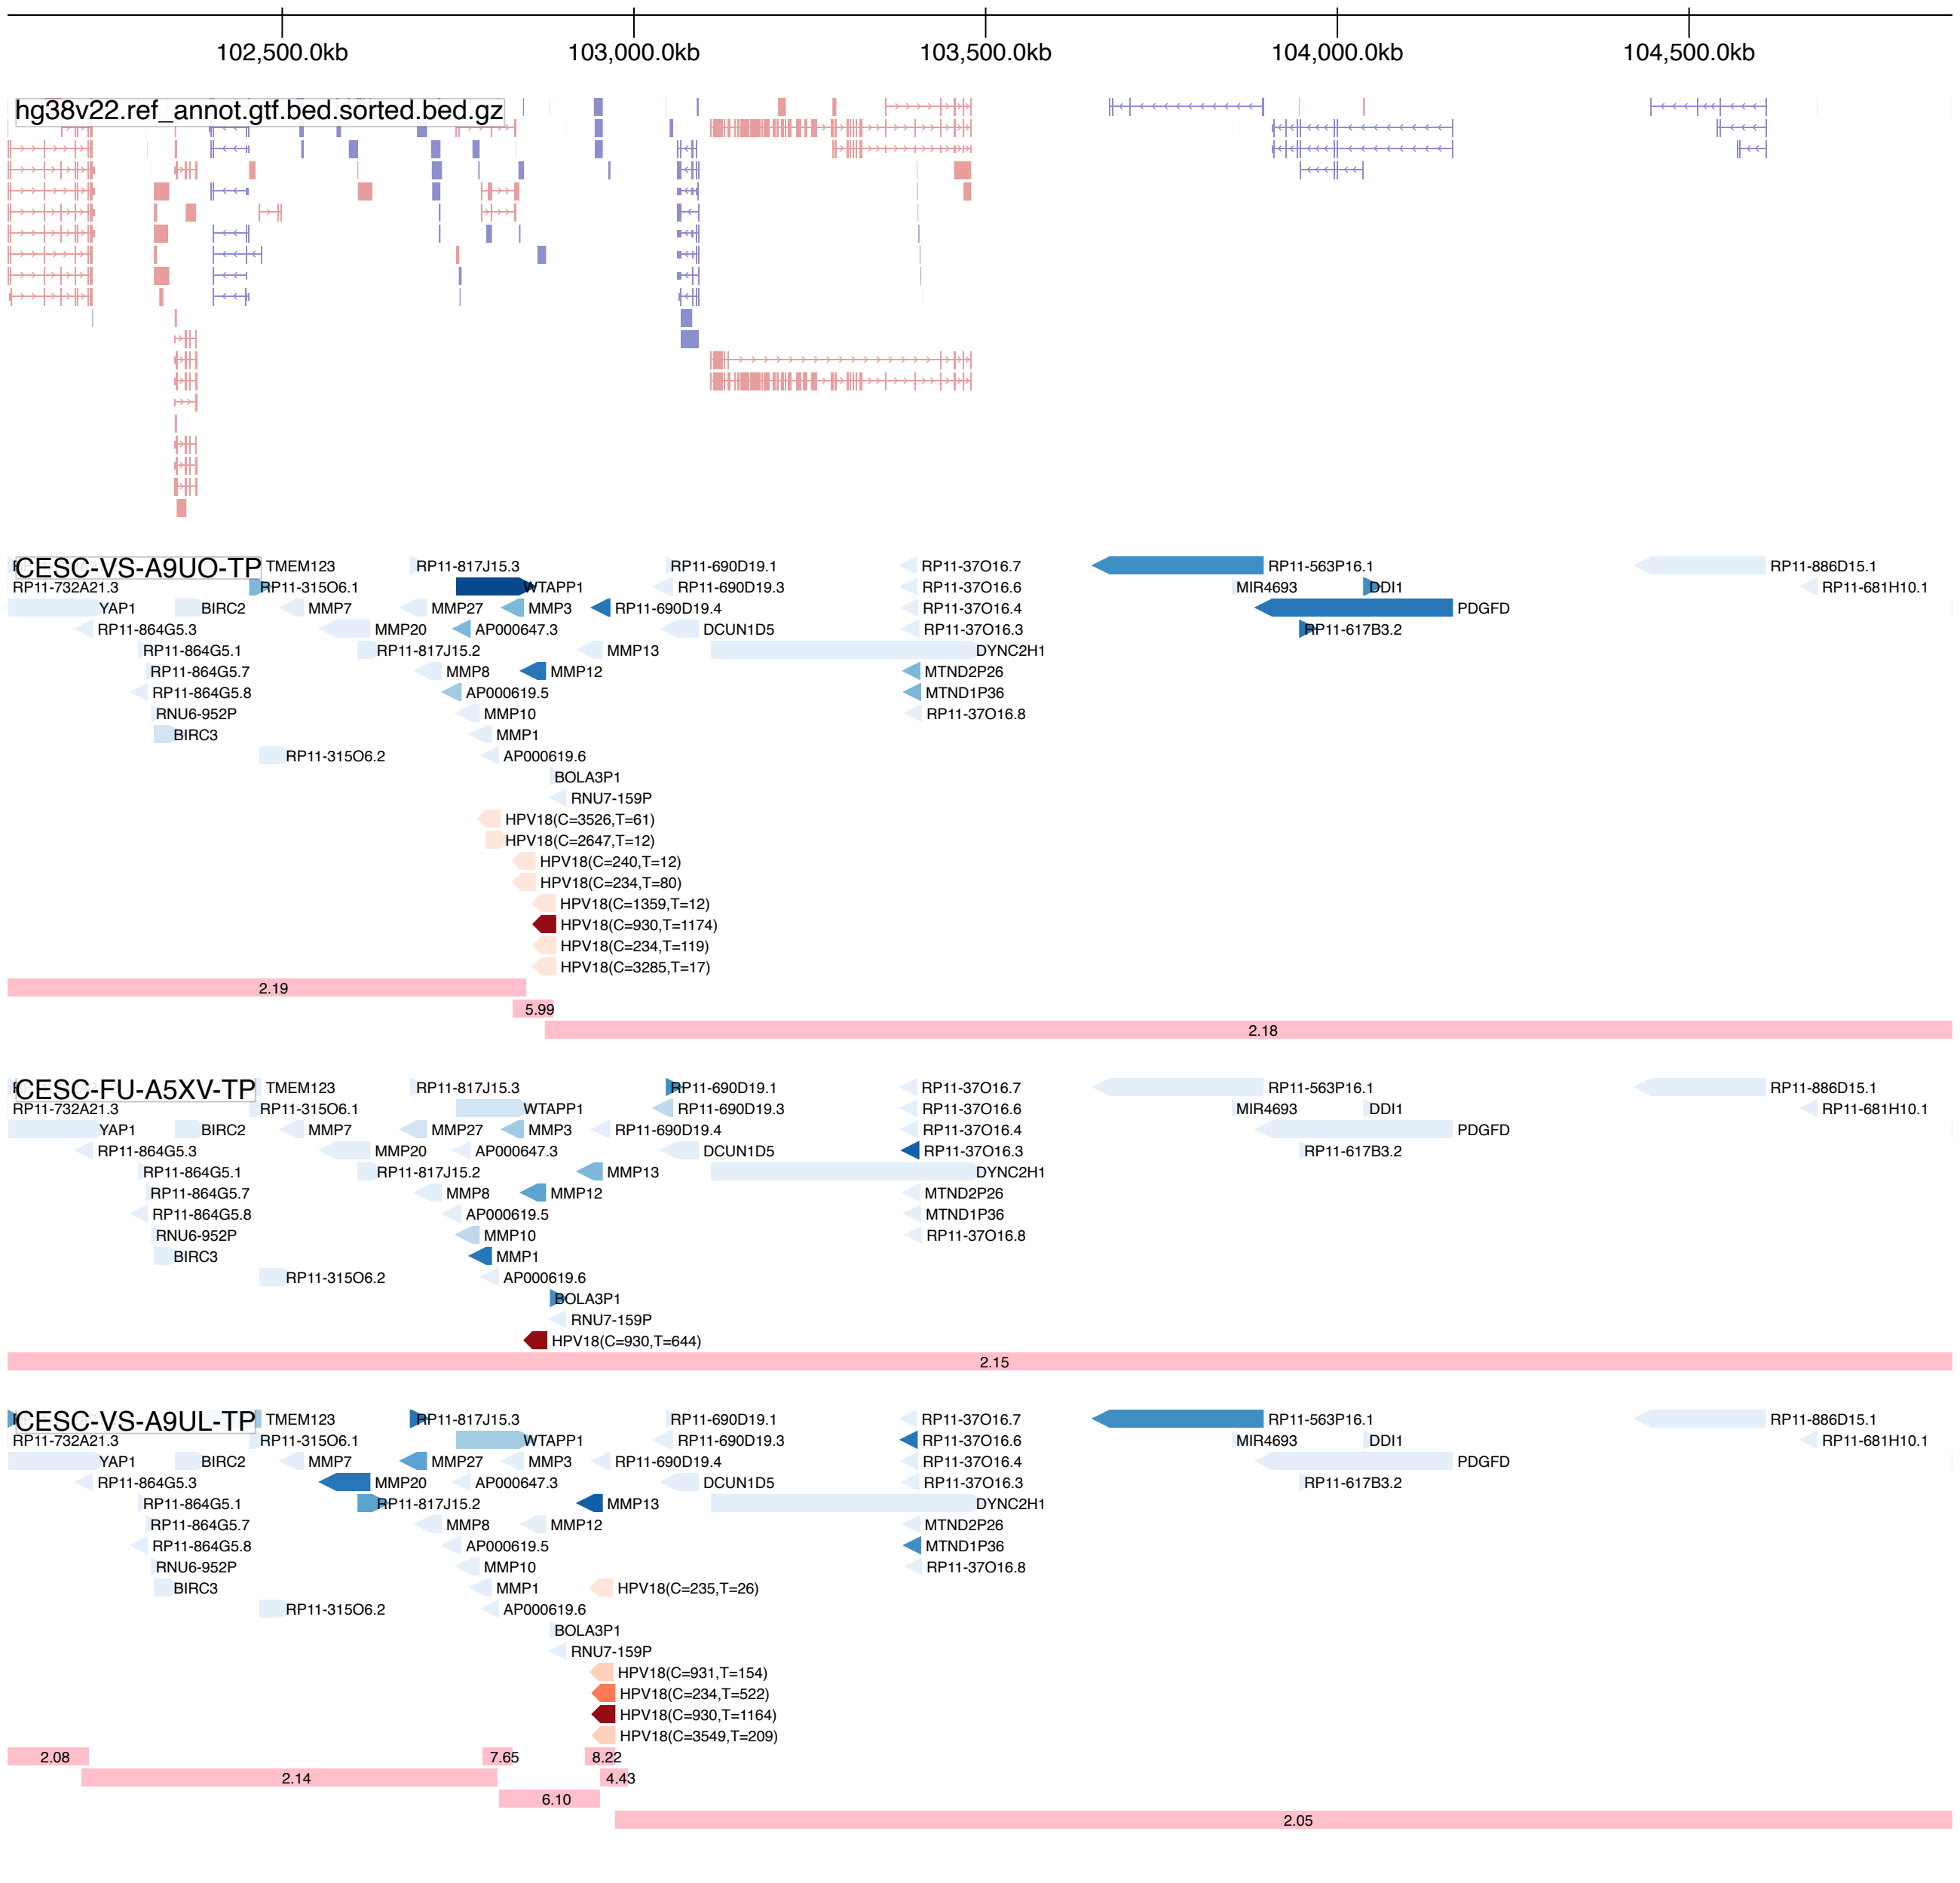 102,500.0kb 103,000.0kb 103,500.0kb 104,000.0kb 104,500.0kb
hg38v22.ref_annot.gtf.bed.sorted.bed.gz
CESC-VS-A9UO-TP TMEM123 RP11-817J15.3 RP11-690D19.1 RP11-37O16.7 RP11-563P16.1 RP11-886D15.1
RP11-732A21.3 RP11-315O6.1 WTAPP1 RP11-690D19.3 RP11-37O16.6 MIR4693 DDI1 RP11-681H10.1
YAP1 BIRC2 MMP7 MMP27 MMP3 RP11-690D19.4 RP11-37O16.4 PDGFD
RP11-864G5.3 MMP20 AP000647.3 DCUN1D5 RP11-37O16.3 RP11-617B3.2
RP11-864G5.1 RP11-817J15.2 MMP13 DYNC2H1
RP11-864G5.7 MMP8 MMP12 MTND2P26
RP11-864G5.8 AP000619.5 MTND1P36
RNU6-952P MMP10 RP11-37O16.8
BIRC3 MMP1
RP11-315O6.2 AP000619.6
BOLA3P1
RNU7-159P
HPV18(C=3526,T=61)
HPV18(C=2647,T=12)
HPV18(C=240,T=12)
HPV18(C=234,T=80)
HPV18(C=1359,T=12)
HPV18(C=930,T=1174)
HPV18(C=234,T=119)
HPV18(C=3285,T=17)
2.19
5.99
2.18
CESC-FU-A5XV-TP TMEM123 RP11-817J15.3 RP11-690D19.1 RP11-37O16.7 RP11-563P16.1 RP11-886D15.1
RP11-732A21.3 RP11-315O6.1 WTAPP1 RP11-690D19.3 RP11-37O16.6 MIR4693 DDI1 RP11-681H10.1
YAP1 BIRC2 MMP7 MMP27 MMP3 RP11-690D19.4 RP11-37O16.4 PDGFD
RP11-864G5.3 MMP20 AP000647.3 DCUN1D5 RP11-37O16.3 RP11-617B3.2
RP11-864G5.1 RP11-817J15.2 MMP13 DYNC2H1
RP11-864G5.7 MMP8 MMP12 MTND2P26
RP11-864G5.8 AP000619.5 MTND1P36
RNU6-952P MMP10 RP11-37O16.8
BIRC3 MMP1
RP11-315O6.2 AP000619.6
BOLA3P1
RNU7-159P
HPV18(C=930,T=644)
2.15
CESC-VS-A9UL-TP TMEM123 RP11-817J15.3 RP11-690D19.1 RP11-37O16.7 RP11-563P16.1 RP11-886D15.1
RP11-732A21.3 RP11-315O6.1 WTAPP1 RP11-690D19.3 RP11-37O16.6 MIR4693 DDI1 RP11-681H10.1
YAP1 BIRC2 MMP7 MMP27 MMP3 RP11-690D19.4 RP11-37O16.4 PDGFD
RP11-864G5.3 MMP20 AP000647.3 DCUN1D5 RP11-37O16.3 RP11-617B3.2
RP11-864G5.1 RP11-817J15.2 MMP13 DYNC2H1
RP11-864G5.7 MMP8 MMP12 MTND2P26
RP11-864G5.8 AP000619.5 MTND1P36
RNU6-952P MMP10 RP11-37O16.8
BIRC3 MMP1 HPV18(C=235,T=26)
RP11-315O6.2 AP000619.6
BOLA3P1
RNU7-159P
HPV18(C=931,T=154)
HPV18(C=234,T=522)
HPV18(C=930,T=1164)
HPV18(C=3549,T=209)
2.08 7.65 8.22
2.14 4.43
6.10
2.05